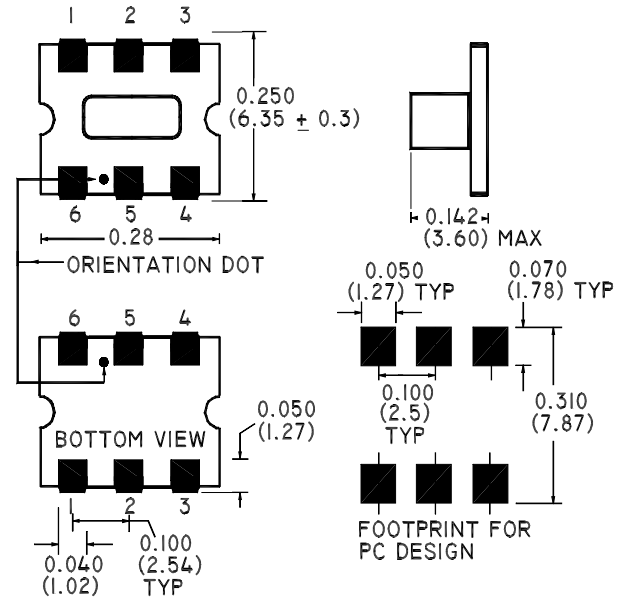 1 2 3
0.250
(6.35 ± 0.3)
6 5 4
0.28
ORIENTATION DOT
0.142
(3.60) MAX
0.050
(1.27) TYP
0.070
(1.78) TYP
6 5 4
0.100
(2.5)
TYP
0.310
(7.87)
0.050
(1.27)
BOTTOM VIEW
1 2 3
0.040
(1.02)
0.100
(2.54)
TYP
FOOTPRINT FOR
PC DESIGN